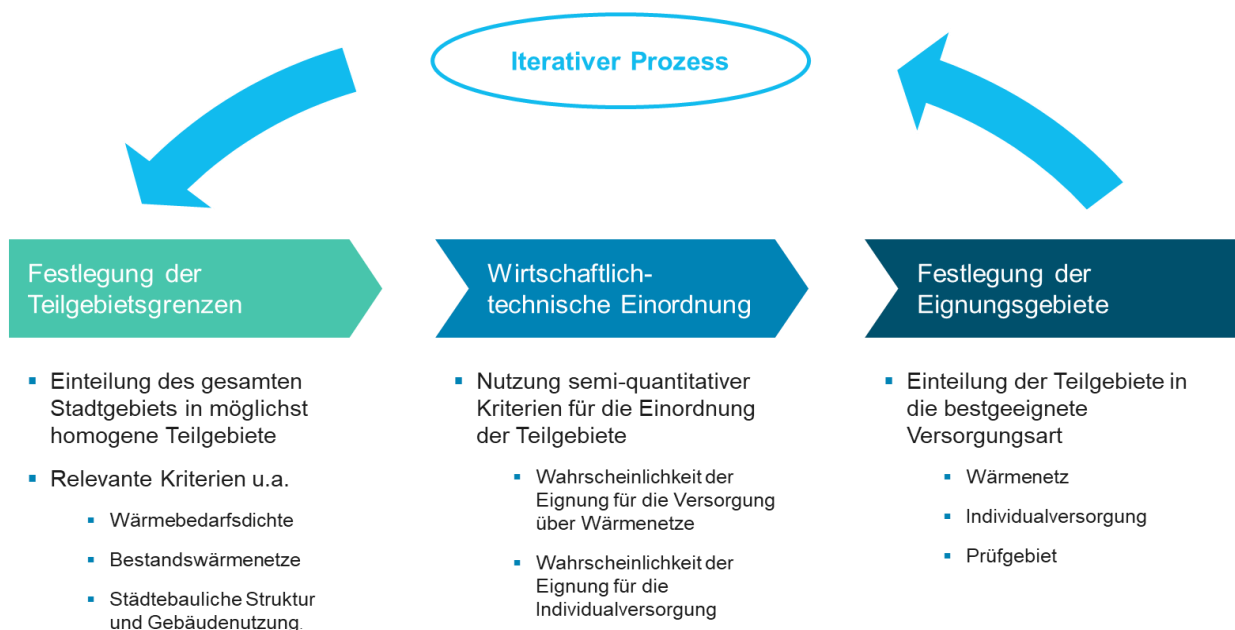 Iterativer Prozess
Festlegung der
Teilgebietsgrenzen
Einteilung des gesamten
Stadtgebiets in möglichst
homogene Teilgebiete
Relevante Kriterien u.a.
Wärmebedarfsdichte
Bestandswärmenetze
Städtebauliche Struktur
und Gebäudenutzung.
Wirtschaftlich-
technische Einordnung
Nutzung semi-quantitativer
Kriterien für die Einordnung
der Teilgebiete
Wahrscheinlichkeit der
Eignung für die Versorgung
über Wärmenetze
Wahrscheinlichkeit der
Eignung für die
Individualversorgung
Festlegung der
Eignungsgebiete
Einteilung der Teilgebiete in
die bestgeeignete
Versorgungsart
Wärmenetz
Individualversorgung
Prüfgebiet